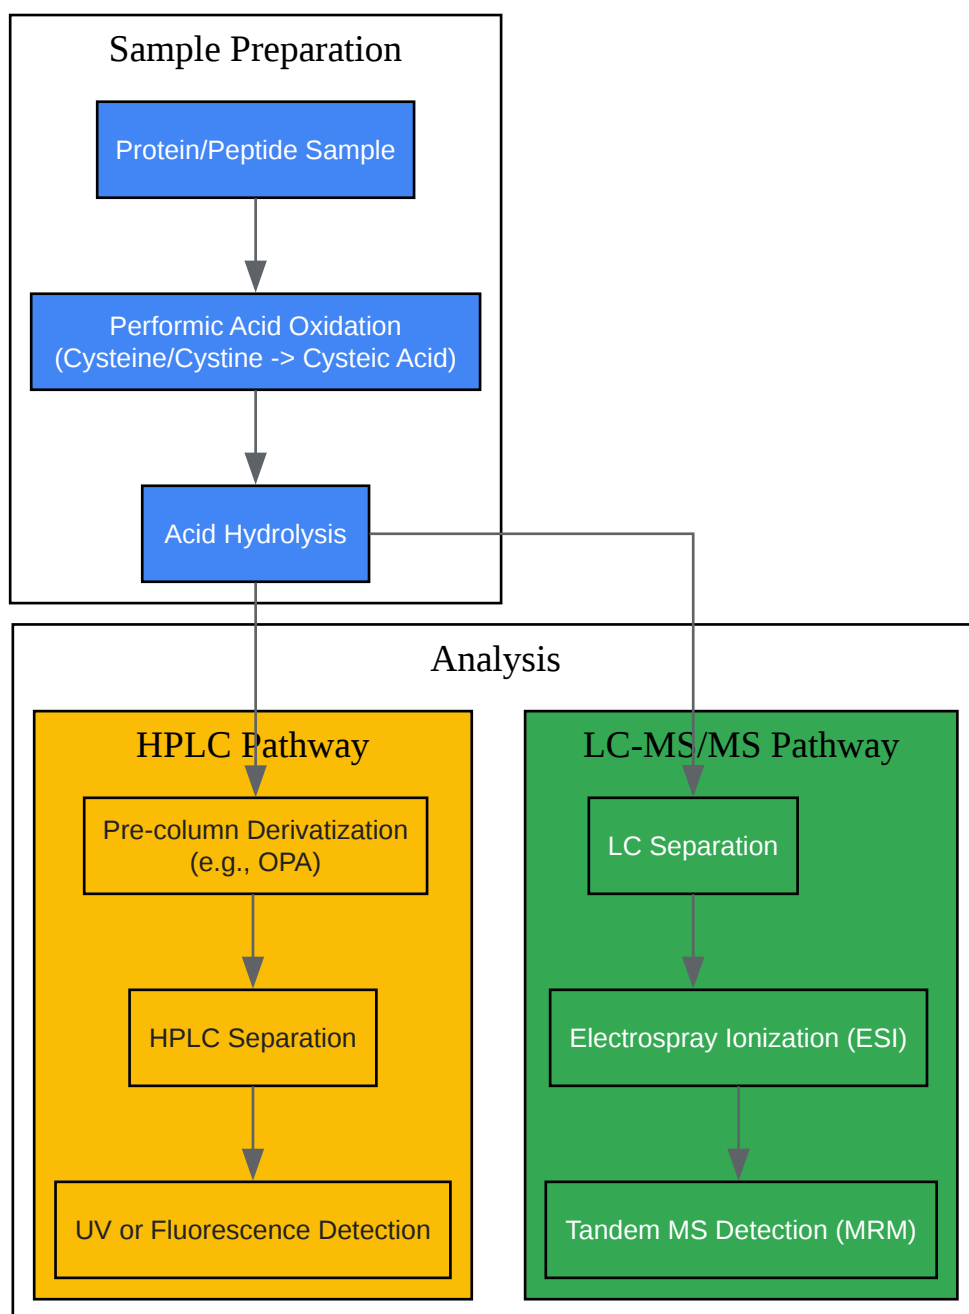 Sample Preparation
Protein/Peptide Sample
Performic Acid Oxidation
(Cysteine/Cystine -> Cysteic Acid)
Acid Hydrolysis
Analysis
HPLC Pathway
Pre-column Derivatization
(e.g., OPA)
HPLC Separation
UV or Fluorescence Detection
LC-MS/MS Pathway
LC Separation
Electrospray Ionization (ESI)
Tandem MS Detection (MRM)